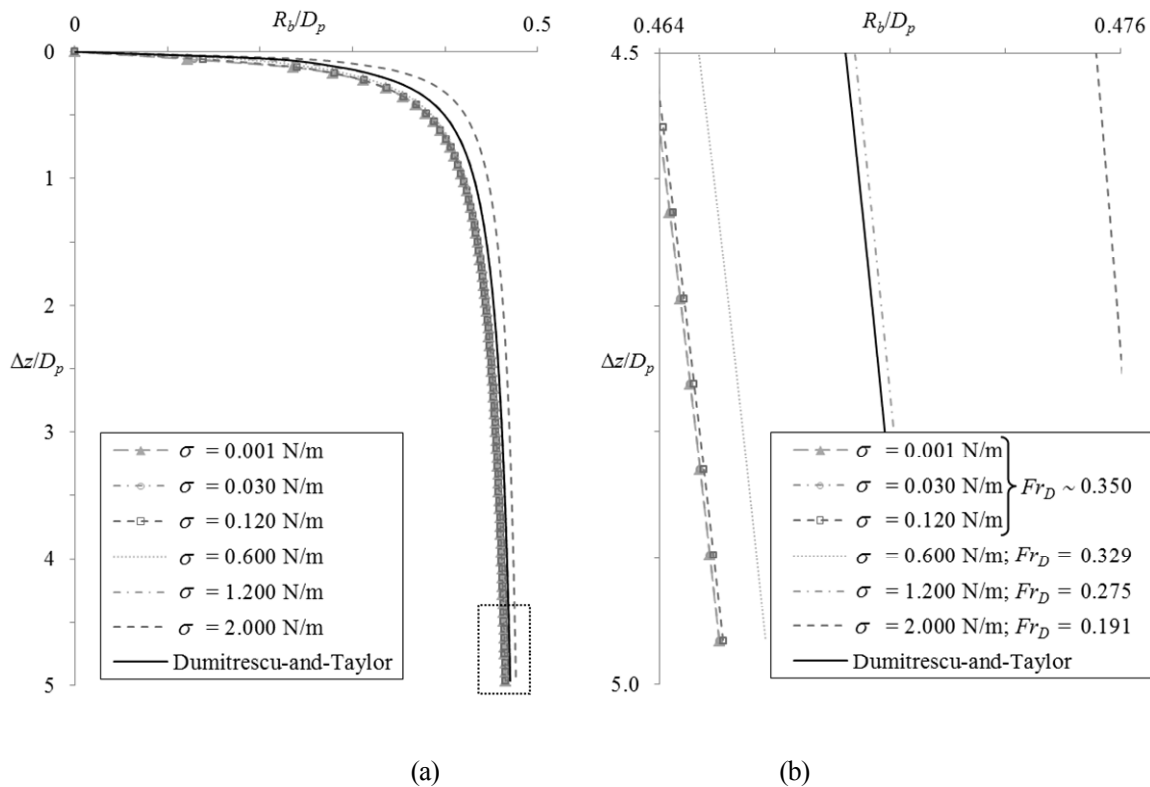 0
R_b/D_p
0.5
0
1
2
Δz/D_p
3
4
5
σ = 0.001 N/m
σ = 0.030 N/m
σ = 0.120 N/m
σ = 0.600 N/m
σ = 1.200 N/m
σ = 2.000 N/m
Dumitrescu-and-Taylor
(a)
0.464
R_b/D_p
0.476
4.5
Δz/D_p
5.0
σ = 0.001 N/m
σ = 0.030 N/m
Fr_D ~ 0.350
σ = 0.120 N/m
σ = 0.600 N/m; Fr_D = 0.329
σ = 1.200 N/m; Fr_D = 0.275
σ = 2.000 N/m; Fr_D = 0.191
Dumitrescu-and-Taylor
(b)